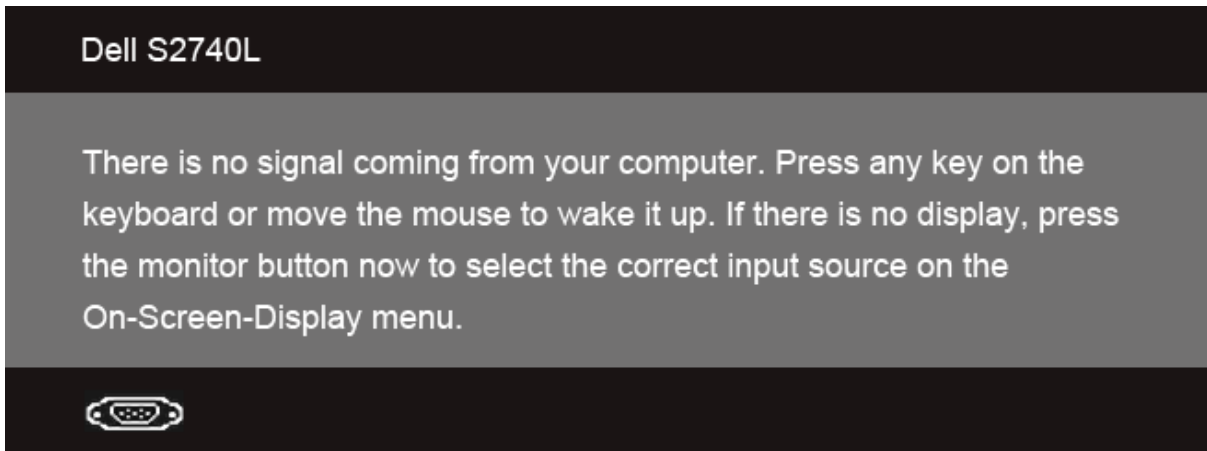 Dell S2740L
There is no signal coming from your computer. Press any key on the
keyboard or move the mouse to wake it up. If there is no display, press
the monitor button now to select the correct input source on the
On-Screen-Display menu.